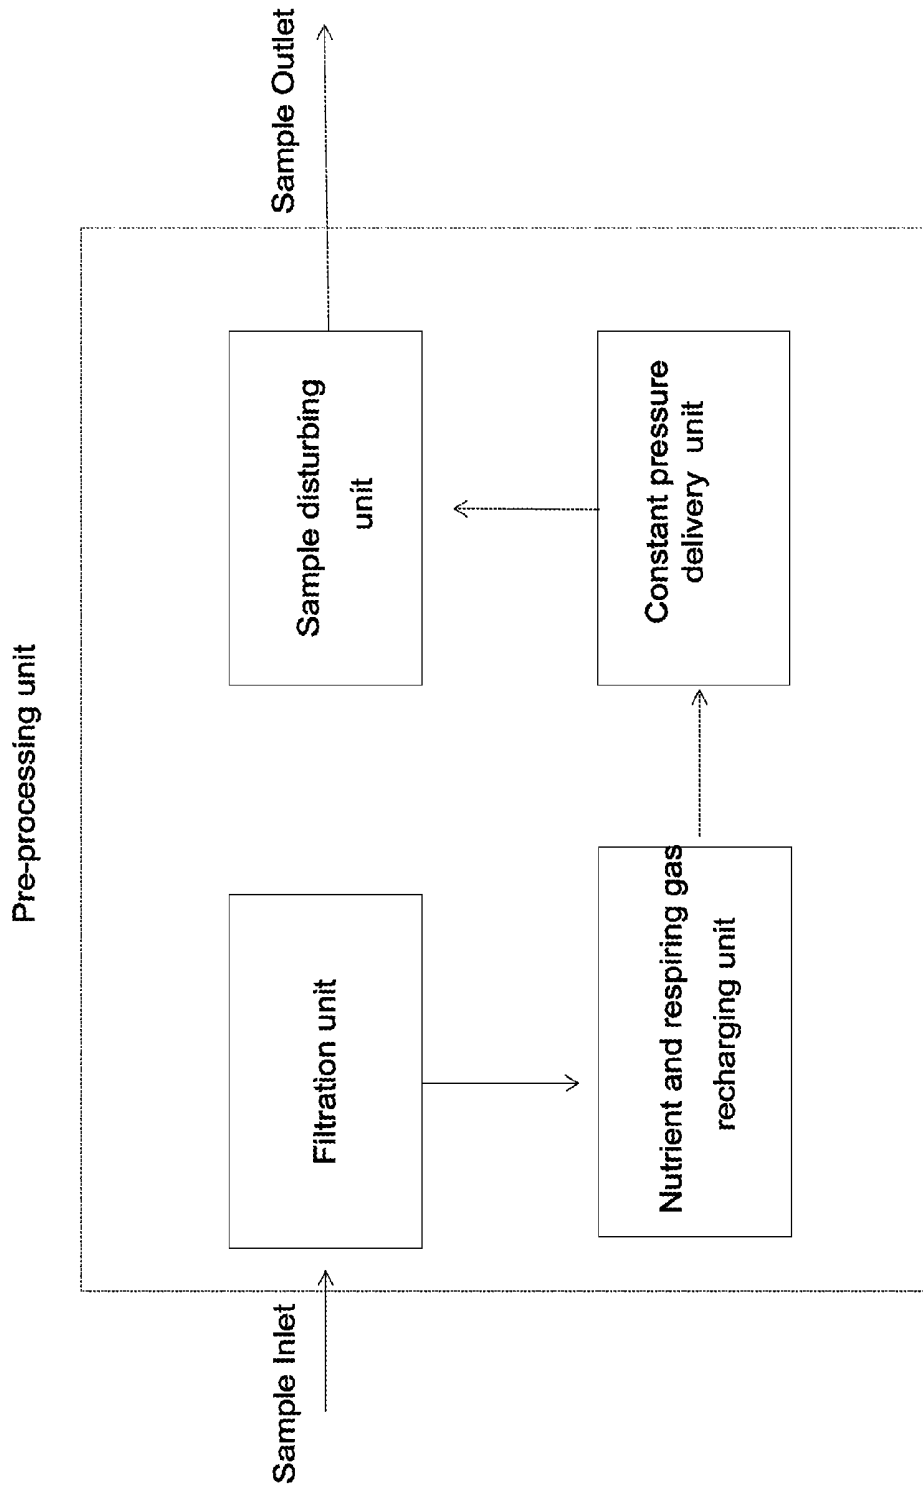 Pre-processing unit
Sample Inlet
Filtration unit
Nutrient and respiring gas
recharging unit
Constant pressure
delivery unit
Sample disturbing
unit
Sample Outlet